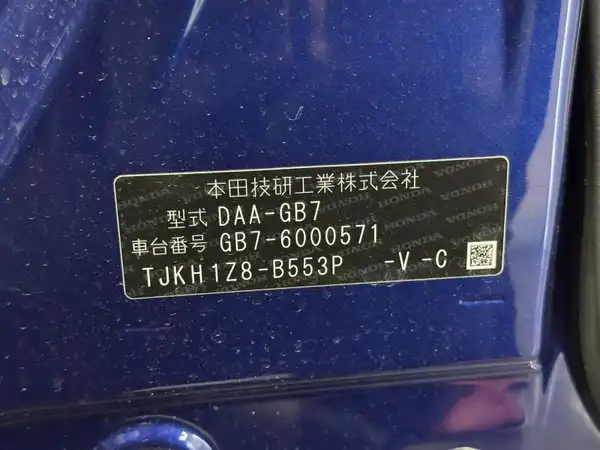 本田技研工業株式会社
型式 DAA-GB7
車台番号 GB7-6000571
TJKH1Z8-B553P -V -C